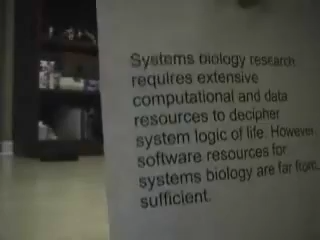 Systems biology research
requires extensive
computational and data
resources to decipher
system logic of life. However
software resources for
systems biology are far from
sufficient.